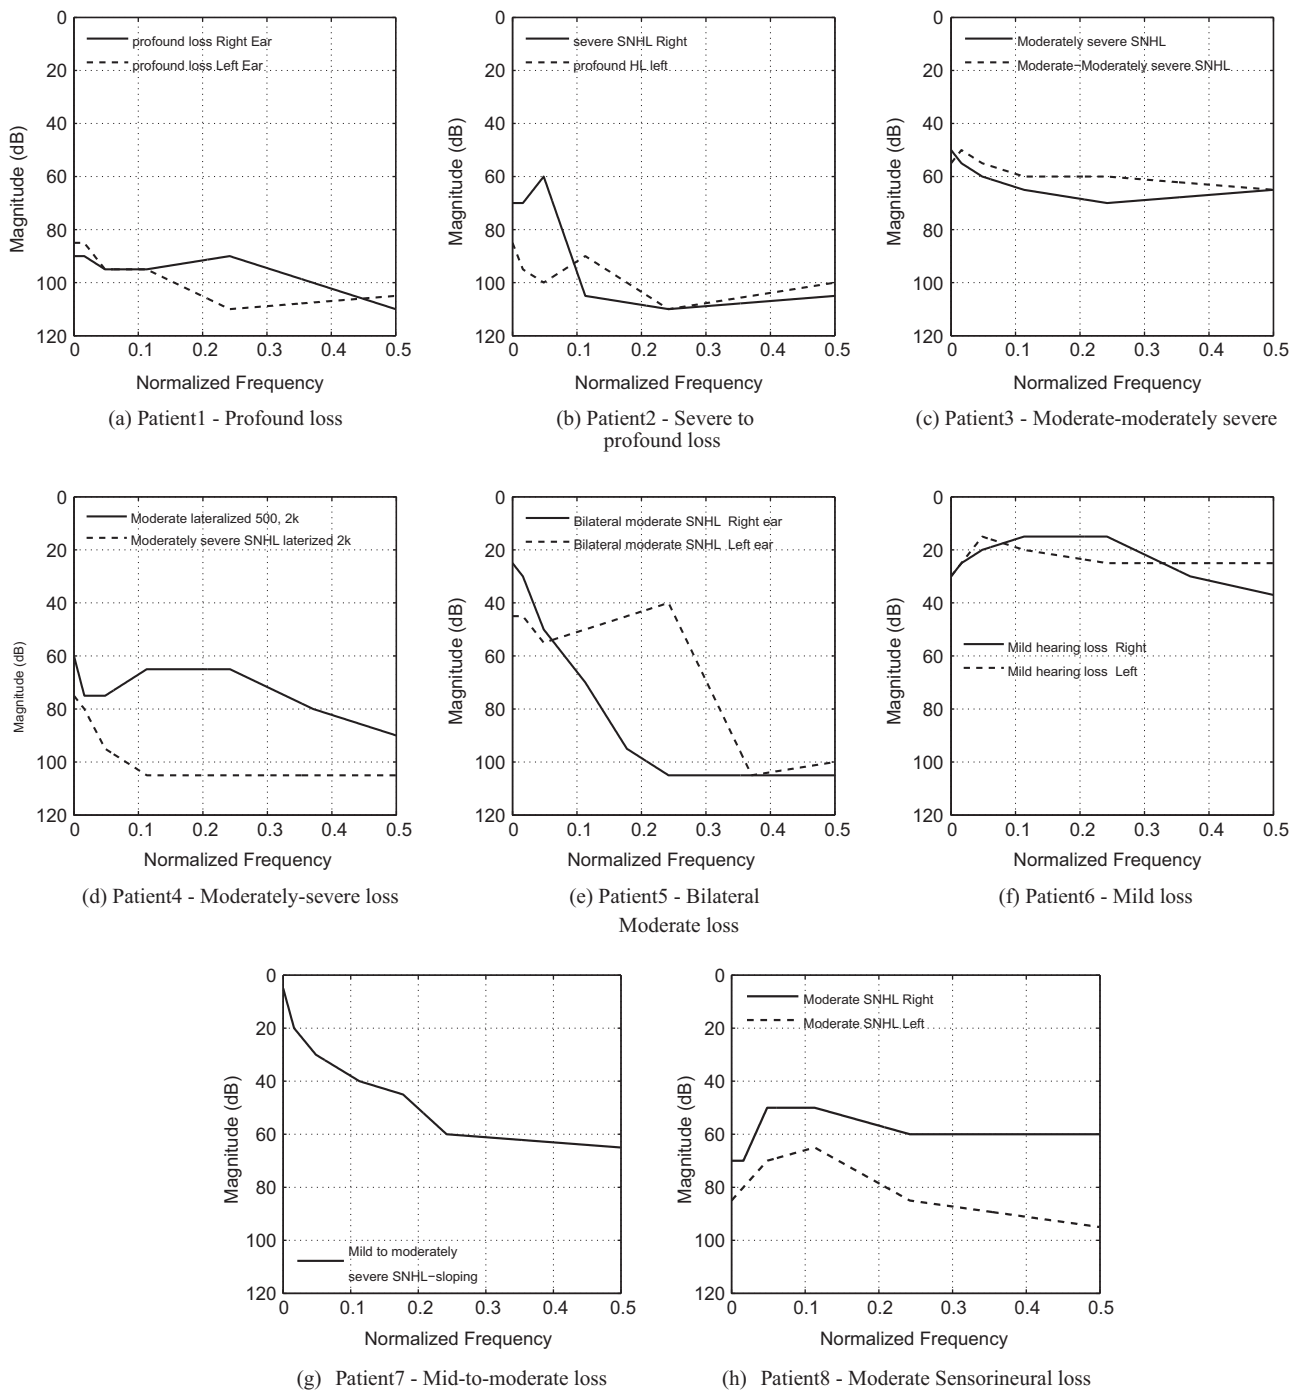 0
20
40
60
80
100
120
Magnitude (dB)
profound loss Right Ear
profound loss Left Ear
0 0.1 0.2 0.3 0.4 0.5
Normalized Frequency
(a) Patient1 - Profound loss
0
20
40
60
80
100
120
Magnitude (dB)
severe SNHL Right
profound HL left
0 0.1 0.2 0.3 0.4 0.5
Normalized Frequency
(b) Patient2 - Severe to
profound loss
0
20
40
60
80
100
120
Magnitude (dB)
Moderately severe SNHL
Moderate−Moderately severe SNHL
0 0.1 0.2 0.3 0.4 0.5
Normalized Frequency
(c) Patient3 - Moderate-moderately severe
0
20
40
60
80
100
120
Magnitude (dB)
Moderate lateralized 500, 2k
Moderately severe SNHL laterized 2k
0 0.1 0.2 0.3 0.4 0.5
Normalized Frequency
(d) Patient4 - Moderately-severe loss
0
20
40
60
80
100
120
Magnitude (dB)
Bilateral moderate SNHL Right ear
Bilateral moderate SNHL Left ear
0 0.1 0.2 0.3 0.4 0.5
Normalized Frequency
(e) Patient5 - Bilateral
Moderate loss
0
20
40
60
80
100
120
Magnitude (dB)
Mild hearing loss Right
Mild hearing loss Left
0 0.1 0.2 0.3 0.4 0.5
Normalized Frequency
(f) Patient6 - Mild loss
0
20
40
60
80
100
120
Magnitude (dB)
Mild to moderately
severe SNHL−sloping
0 0.1 0.2 0.3 0.4 0.5
Normalized Frequency
(g) Patient7 - Mid-to-moderate loss
0
20
40
60
80
100
120
Magnitude (dB)
Moderate SNHL Right
Moderate SNHL Left
0 0.1 0.2 0.3 0.4 0.5
Normalized Frequency
(h) Patient8 - Moderate Sensorineural loss